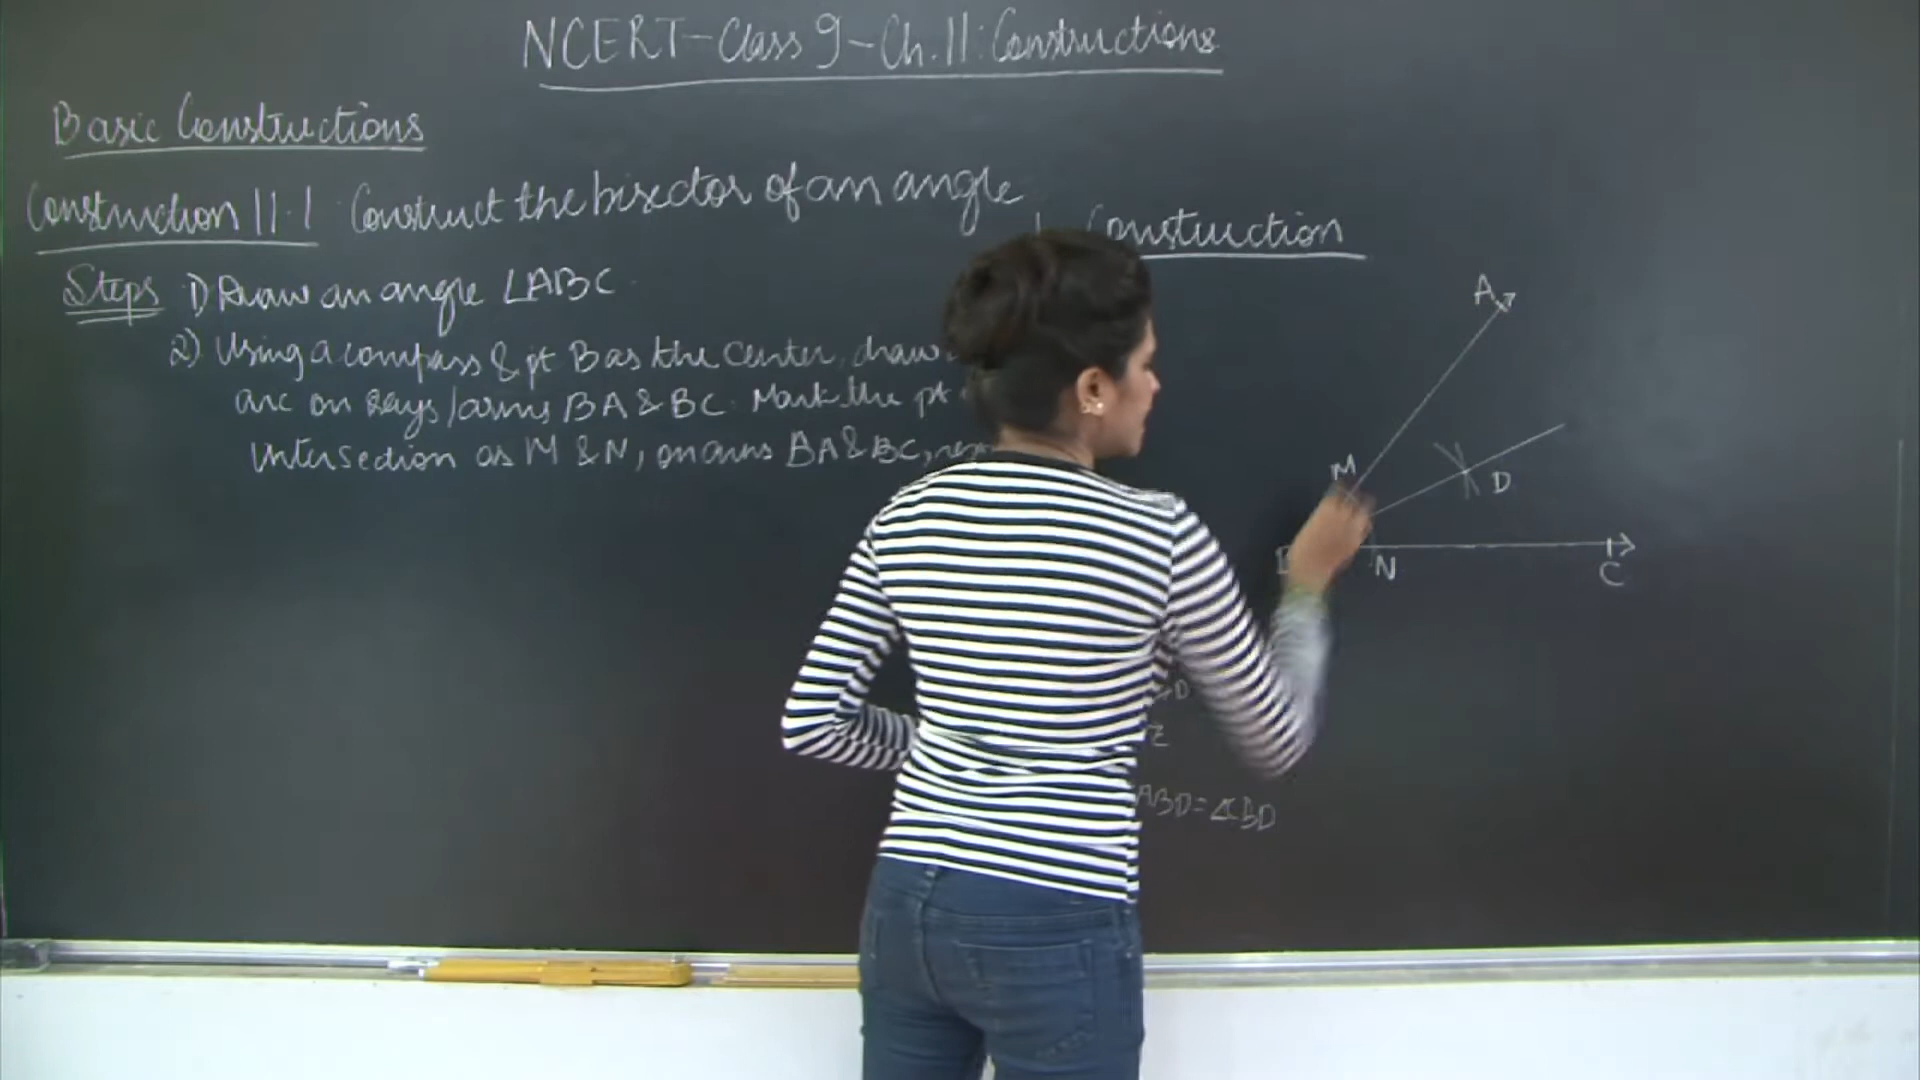 NCERT-Class 9-Ch.11: Constructions
Basic Constructions
Construction 11.1 Construct the bisector of an angle
Steps 1) Draw an angle ∠ABC.
2) Using a compass & pt B as the center, draw
arc on rays/arms BA & BC. Mark the pt
intersection as M & N, on arms BA & BC,
Construction
A
M
D
N
C
ABD = ∠CBD